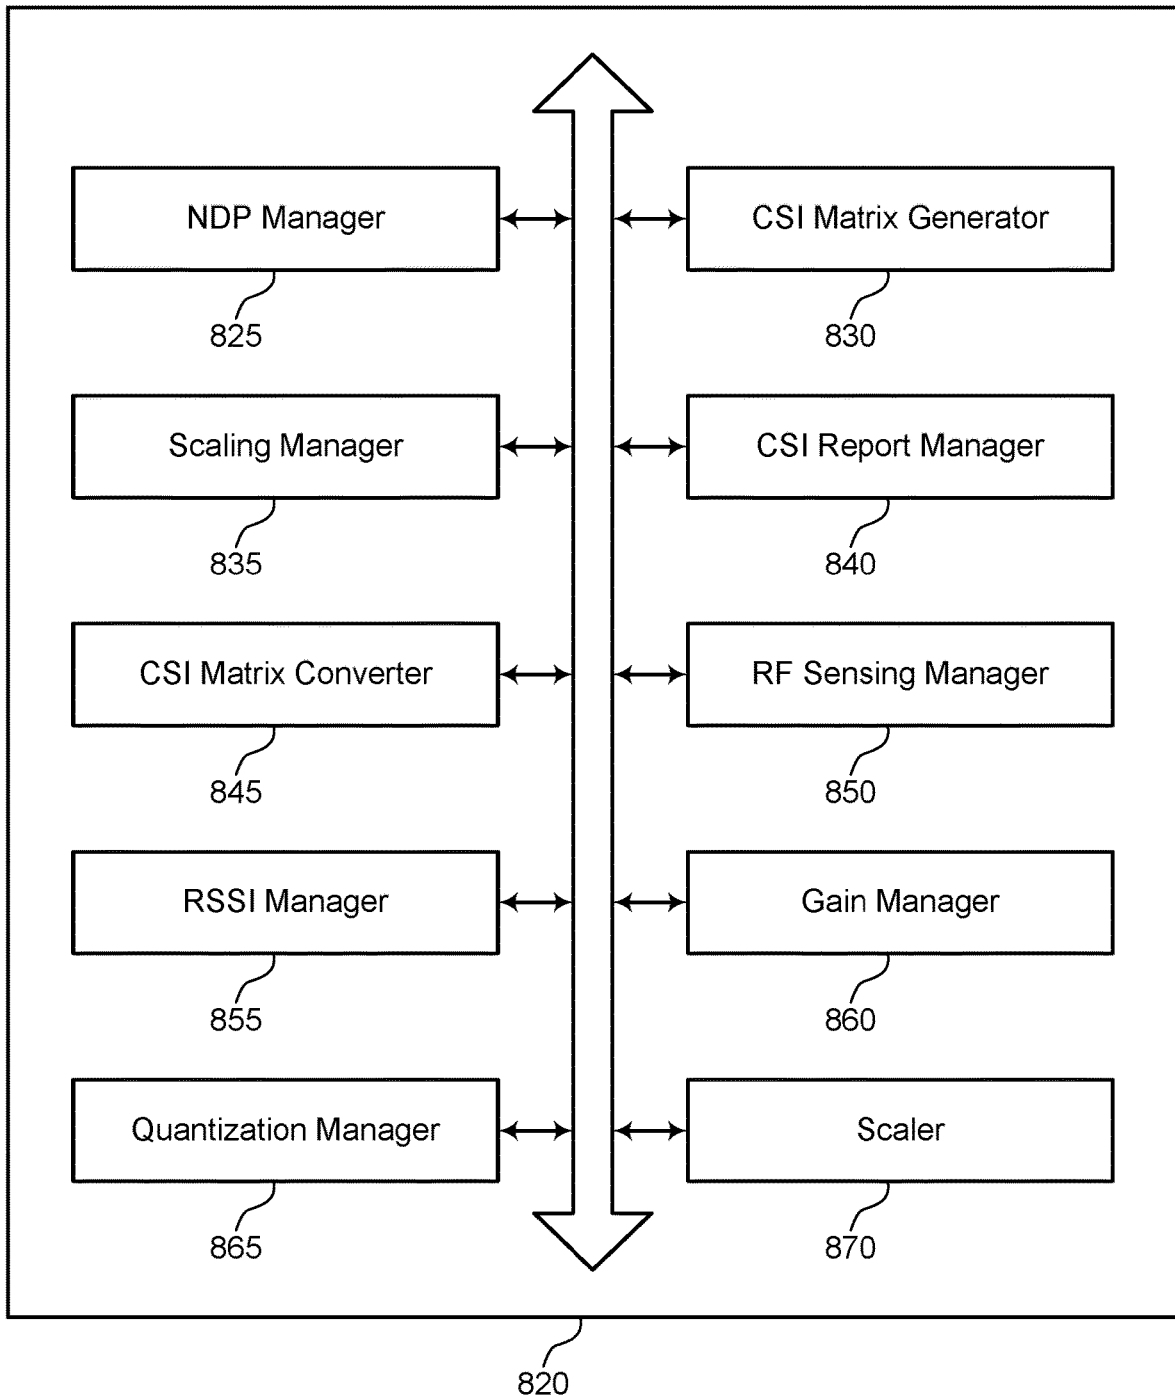 NDP Manager
CSI Matrix Generator
825
830
Scaling Manager
CSI Report Manager
835
840
CSI Matrix Converter
RF Sensing Manager
845
850
RSSI Manager
Gain Manager
855
860
Quantization Manager
Scaler
865
870
820